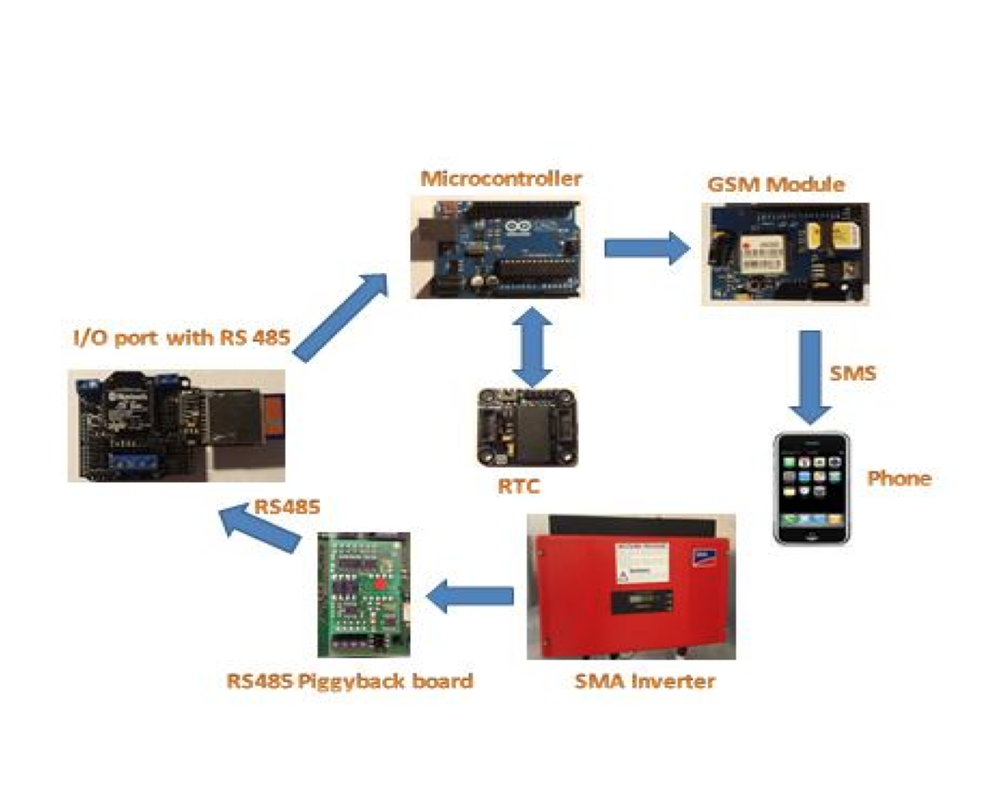 Microcontroller
GSM Module
I/O port with RS 485
SMS
RTC
Phone
RS485
RS485 Piggyback board
SMA Inverter